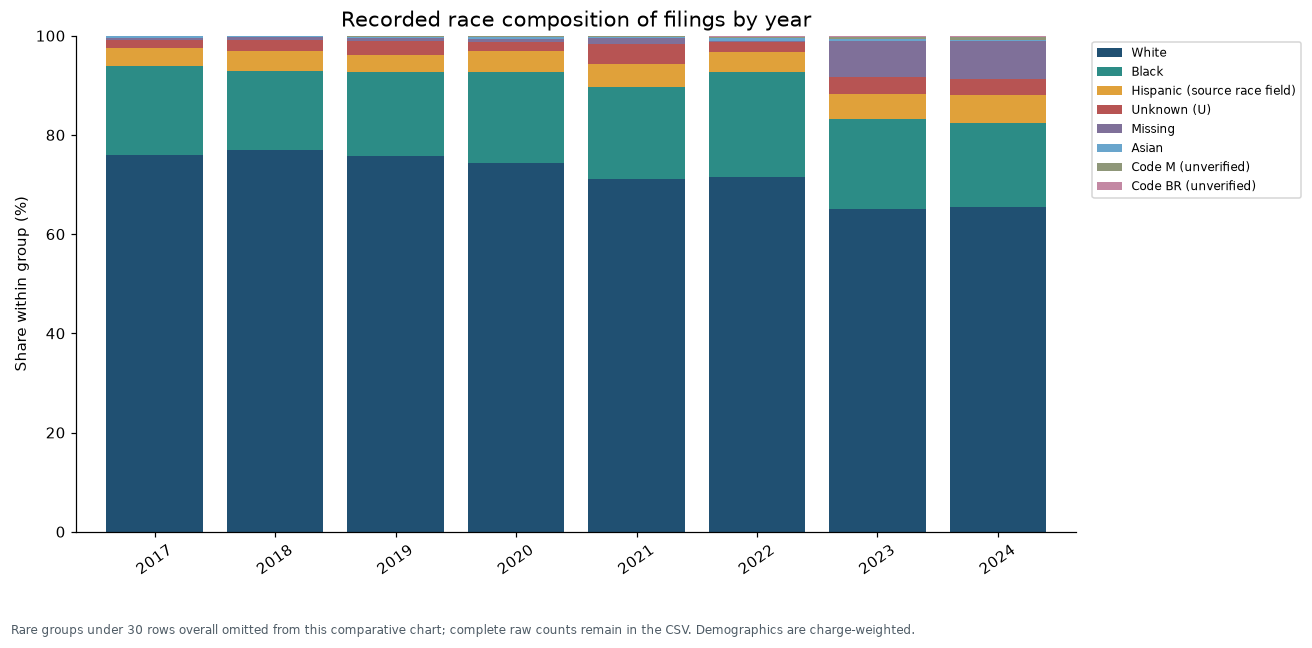 Recorded race composition of filings by year
100
80
60
40
20
0
Share within group (%)
2017
2018
2019
2020
2021
2022
2023
2024
White
Black
Hispanic (source race field)
Unknown (U)
Missing
Asian
Code M (unverified)
Code BR (unverified)
Rare groups under 30 rows overall omitted from this comparative chart; complete raw counts remain in the CSV. Demographics are charge-weighted.